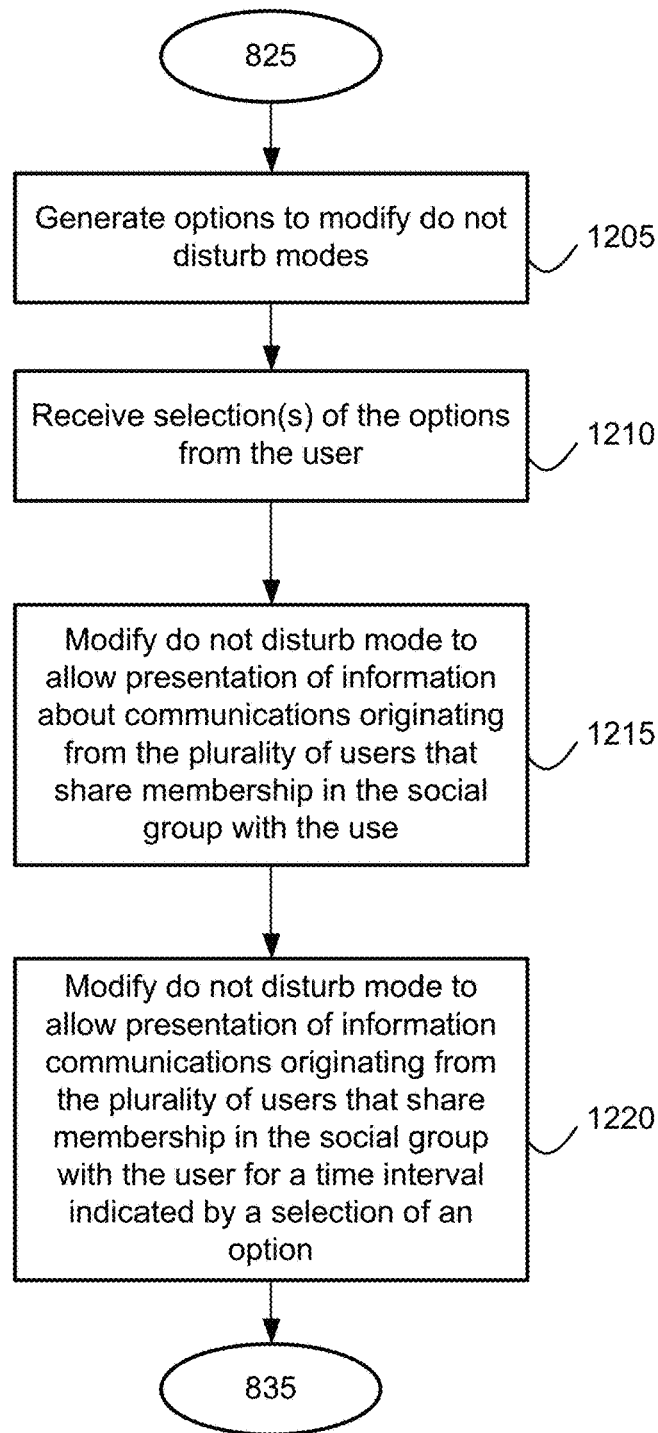 825
Generate options to modify do not
disturb modes
1205
Receive selection(s) of the options
from the user
1210
Modify do not disturb mode to
allow presentation of information
about communications originating
from the plurality of users that
share membership in the social
group with the use
1215
Modify do not disturb mode to
allow presentation of information
communications originating from
the plurality of users that share
membership in the social group
with the user for a time interval
indicated by a selection of an
option
1220
835